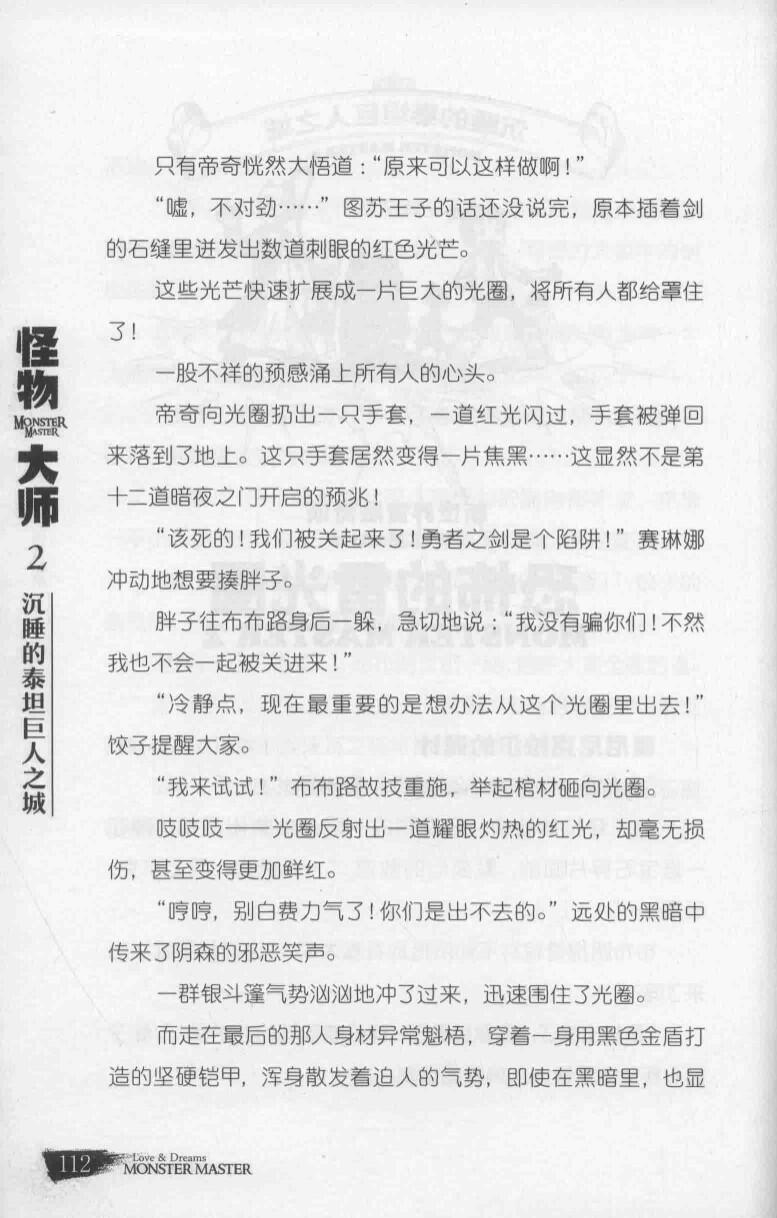 只有帝奇恍然大悟道：“原来可以这样做啊！”
“嘘，不对劲……”图苏王子的话还没说完，原本插着剑
的石缝里迸发出数道刺眼的红色光芒。
这些光芒快速扩展成一片巨大的光圈，将所有人都给罩住
了！
一股不祥的预感涌上所有人的心头。
帝奇向光圈扔出一只手套，一道红光闪过，手套被弹回
来落到了地上。这只手套居然变得一片焦黑……这显然不是第
十二道暗夜之门开启的预兆！
“该死的！我们被关起来了！勇者之剑是个陷阱！”赛琳娜
冲动地想要揍胖子。
胖子往布布路身后一躲，急切地说：“我没有骗你们！不然
我也不会一起被关进来！”
“冷静点，现在最重要的是想办法从这个光圈里出去！”
饺子提醒大家。
“我来试试！”布布路故技重施，举起棺材砸向光圈。
吱吱吱——光圈反射出一道耀眼灼热的红光，却毫无损
伤，甚至变得更加鲜红。
“哼哼，别白费力气了！你们是出不去的。”远处的黑暗中
传来了阴森的邪恶笑声。
一群银斗篷气势汹汹地冲了过来，迅速围住了光圈。
而走在最后的那人身材异常魁梧，穿着一身用黑色金盾打
造的坚硬铠甲，浑身散发着迫人的气势，即使在黑暗里，也显
怪物
MONSTER
MASTER
大师
2
沉睡的泰坦巨人之城
112
Love & Dreams
MONSTER MASTER